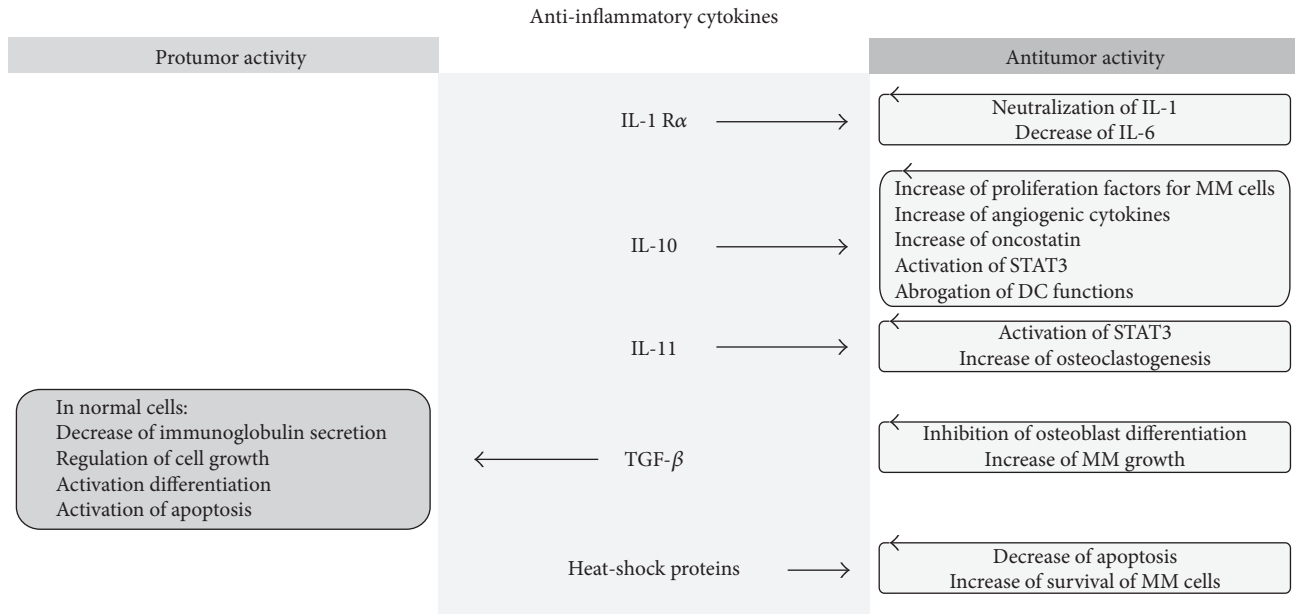 Anti-inflammatory cytokines
Protumor activity
Antitumor activity
IL-1 Rα
Neutralization of IL-1
Decrease of IL-6
IL-10
Increase of proliferation factors for MM cells
Increase of angiogenic cytokines
Increase of oncostatin
Activation of STAT3
Abrogation of DC functions
IL-11
Activation of STAT3
Increase of osteoclastogenesis
In normal cells:
Decrease of immunoglobulin secretion
Regulation of cell growth
Activation differentiation
Activation of apoptosis
TGF-β
Inhibition of osteoblast differentiation
Increase of MM growth
Heat-shock proteins
Decrease of apoptosis
Increase of survival of MM cells